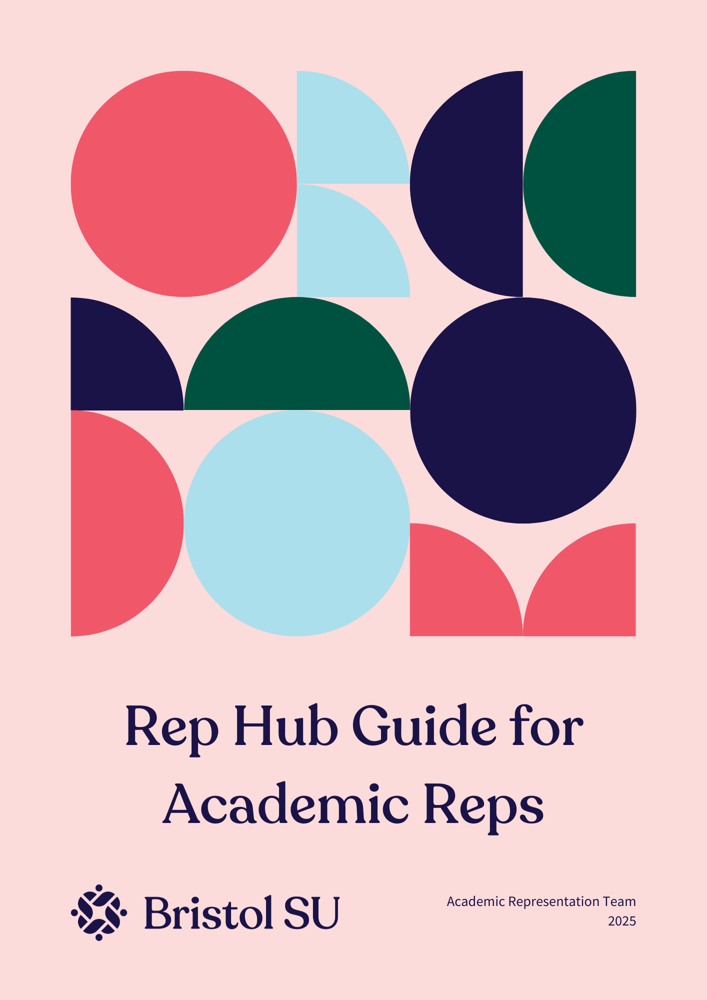 Rep Hub Guide for
Academic Reps
Bristol SU
Academic Representation Team
2025